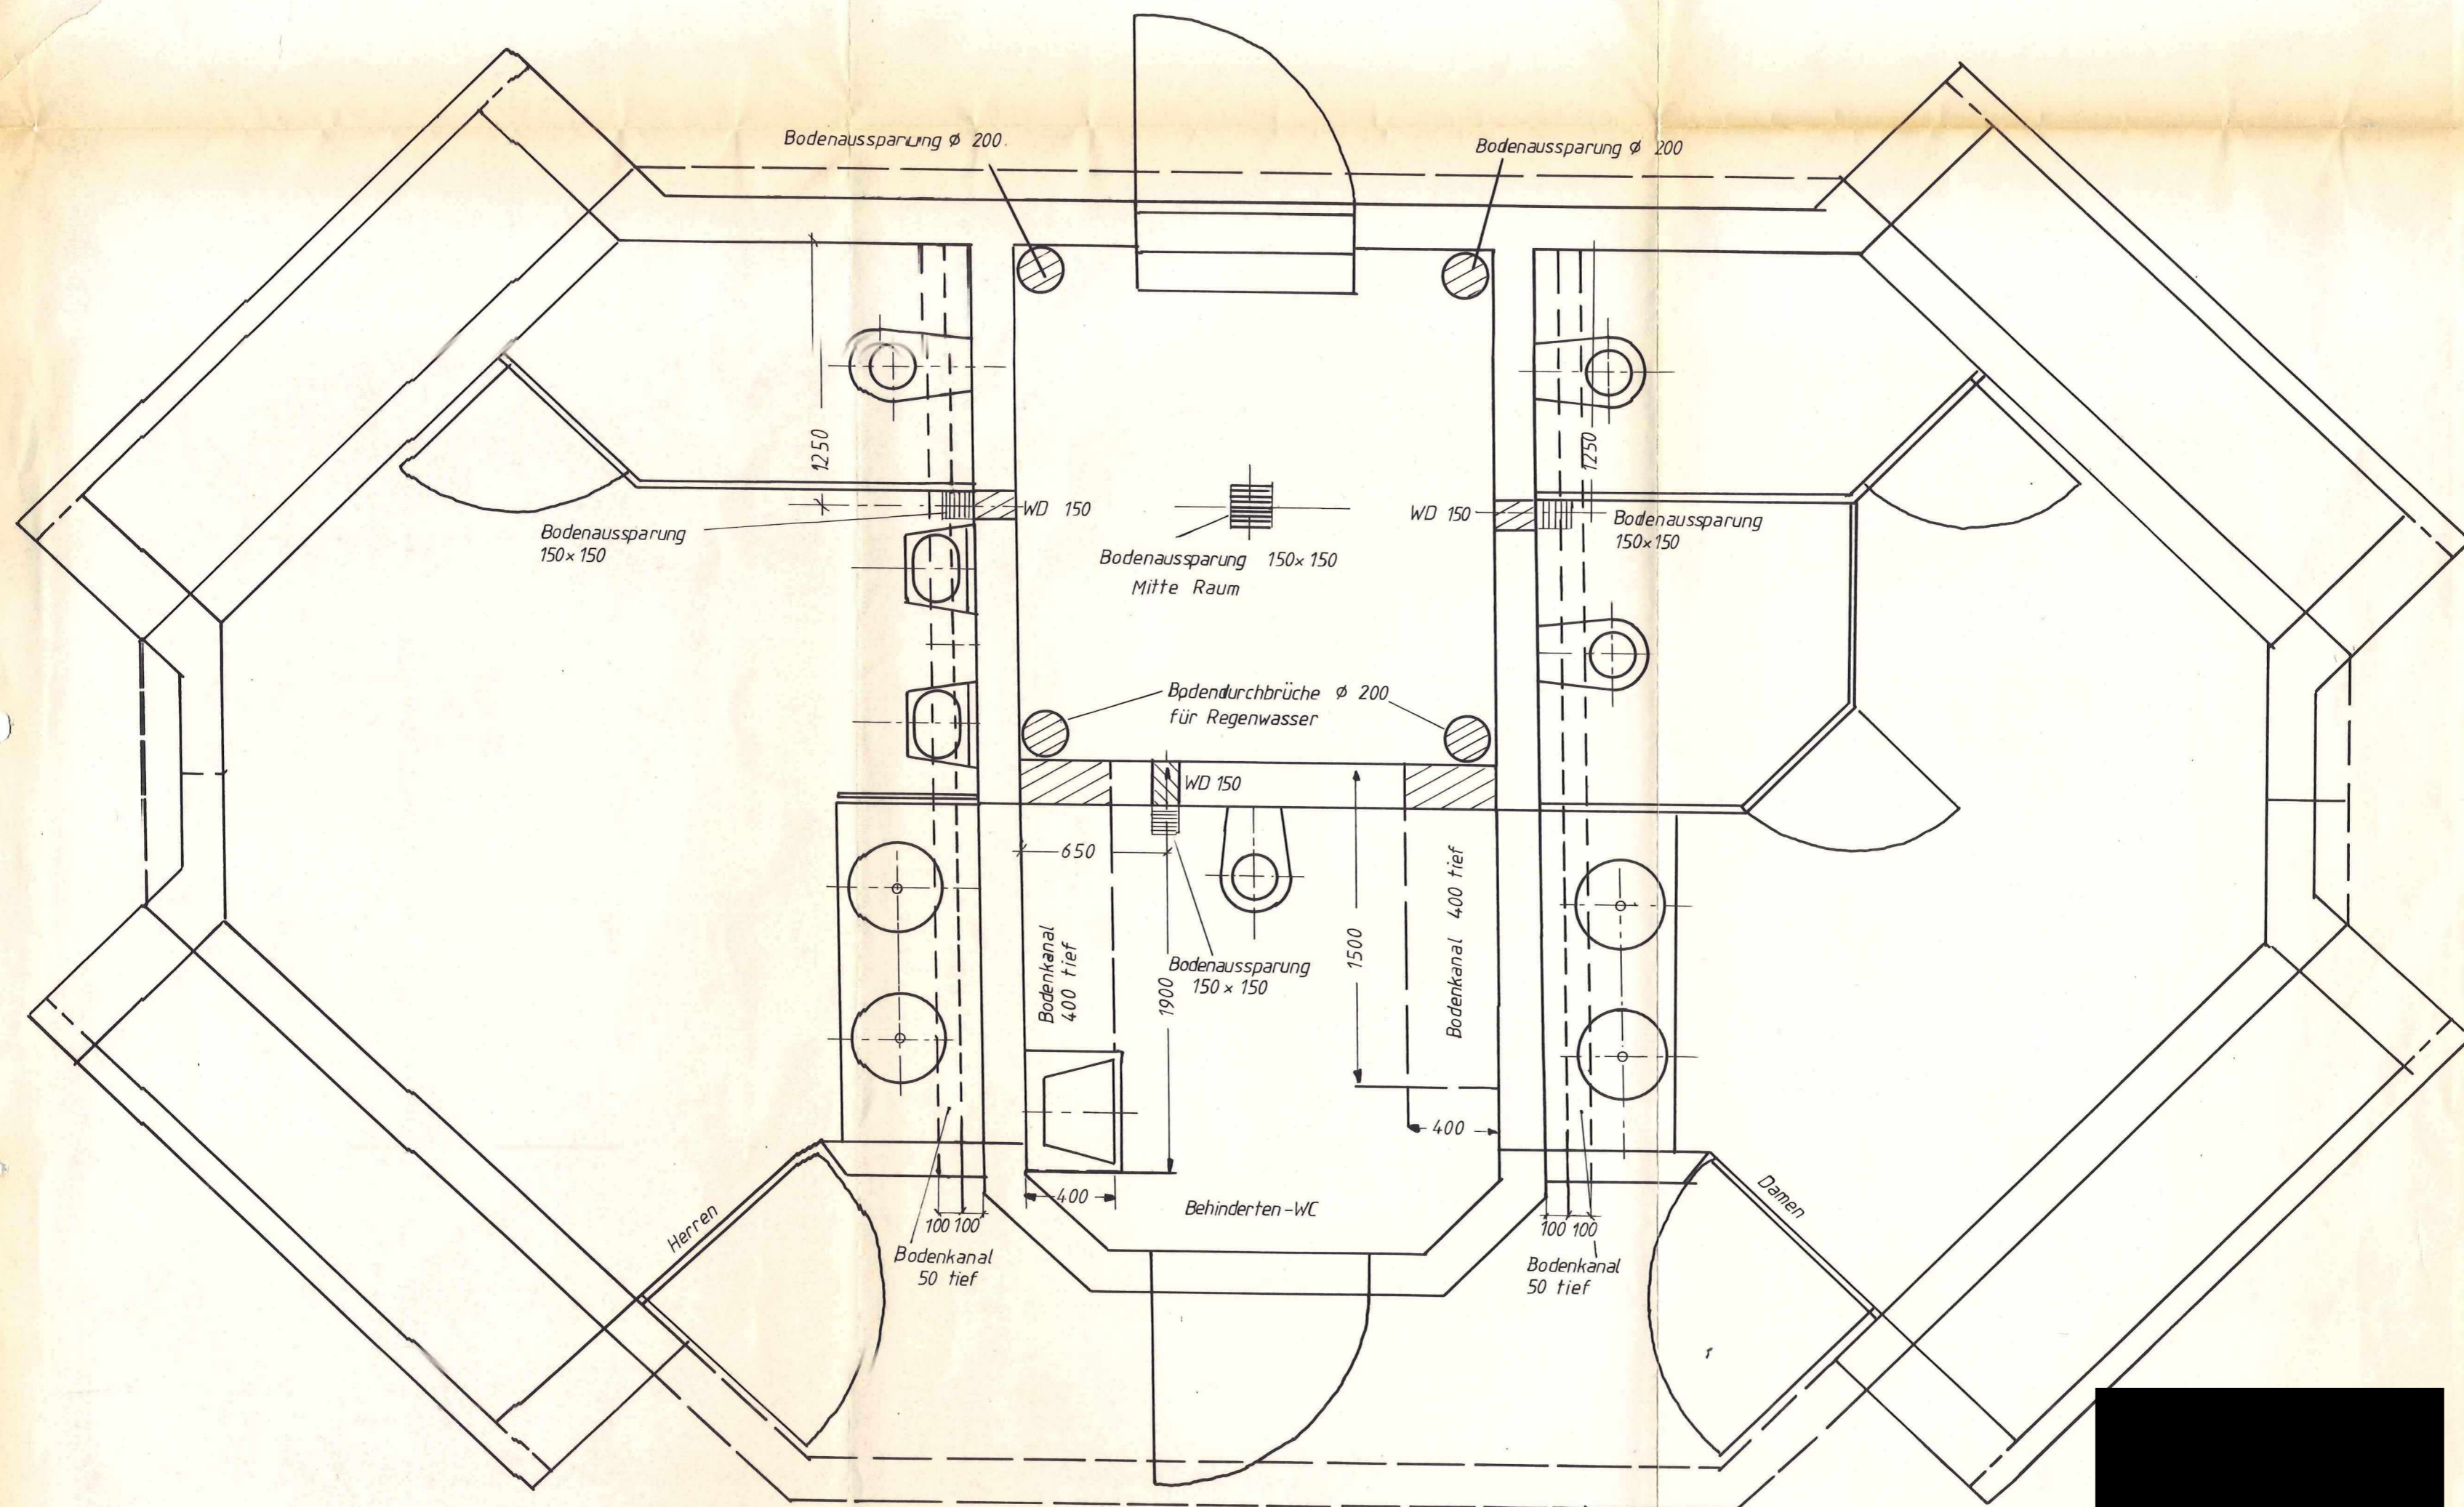 Bodenaussparung ϕ 200.
Bodenaussparung ϕ 200
1250
1250
Bodenaussparung
150×150
WD 150
WD 150
Bodenaussparung
150×150
Bodenaussparung 150×150
Mitte Raum
Bodendurchbrüche ϕ 200
für Regenwasser
WD 150
650
Bodenkanal
400 tief
1900
Bodenaussparung
150 × 150
1500
Bodenkanal 400 tief
400
400
Behinderten-WC
Herren
Damen
100 100
Bodenkanal
50 tief
100 100
Bodenkanal
50 tief